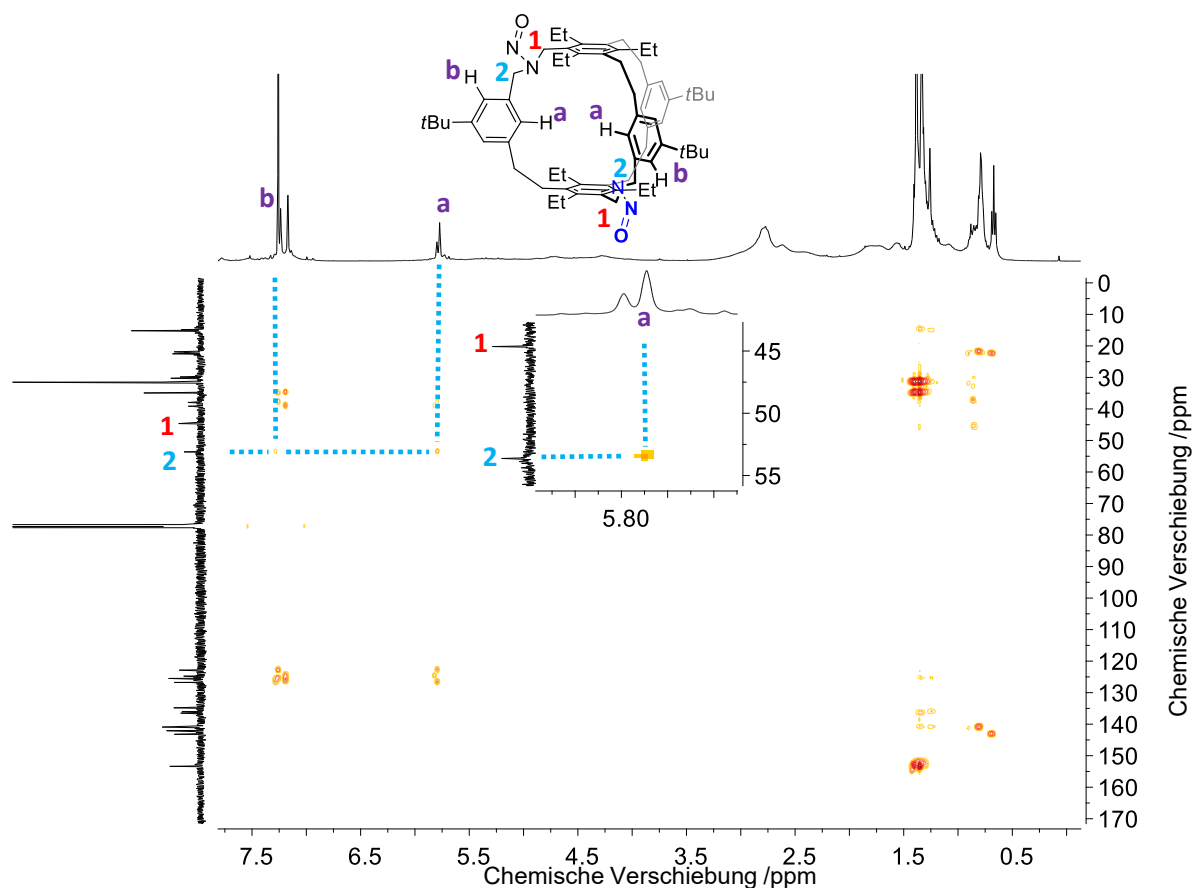 O
N
N
1
2
Et
Et
Et
Et
b H
H a
tBu
tBu
a H
tBu
H b
Et
Et
Et
2
N
N
O
1
b
a
1
2
a
1
2
45
50
55
5.80
0
10
20
30
40
50
60
70
80
90
100
110
120
130
140
150
160
170
Chemische Verschiebung /ppm
7.5 6.5 5.5 4.5 3.5 2.5 1.5 0.5
Chemische Verschiebung /ppm